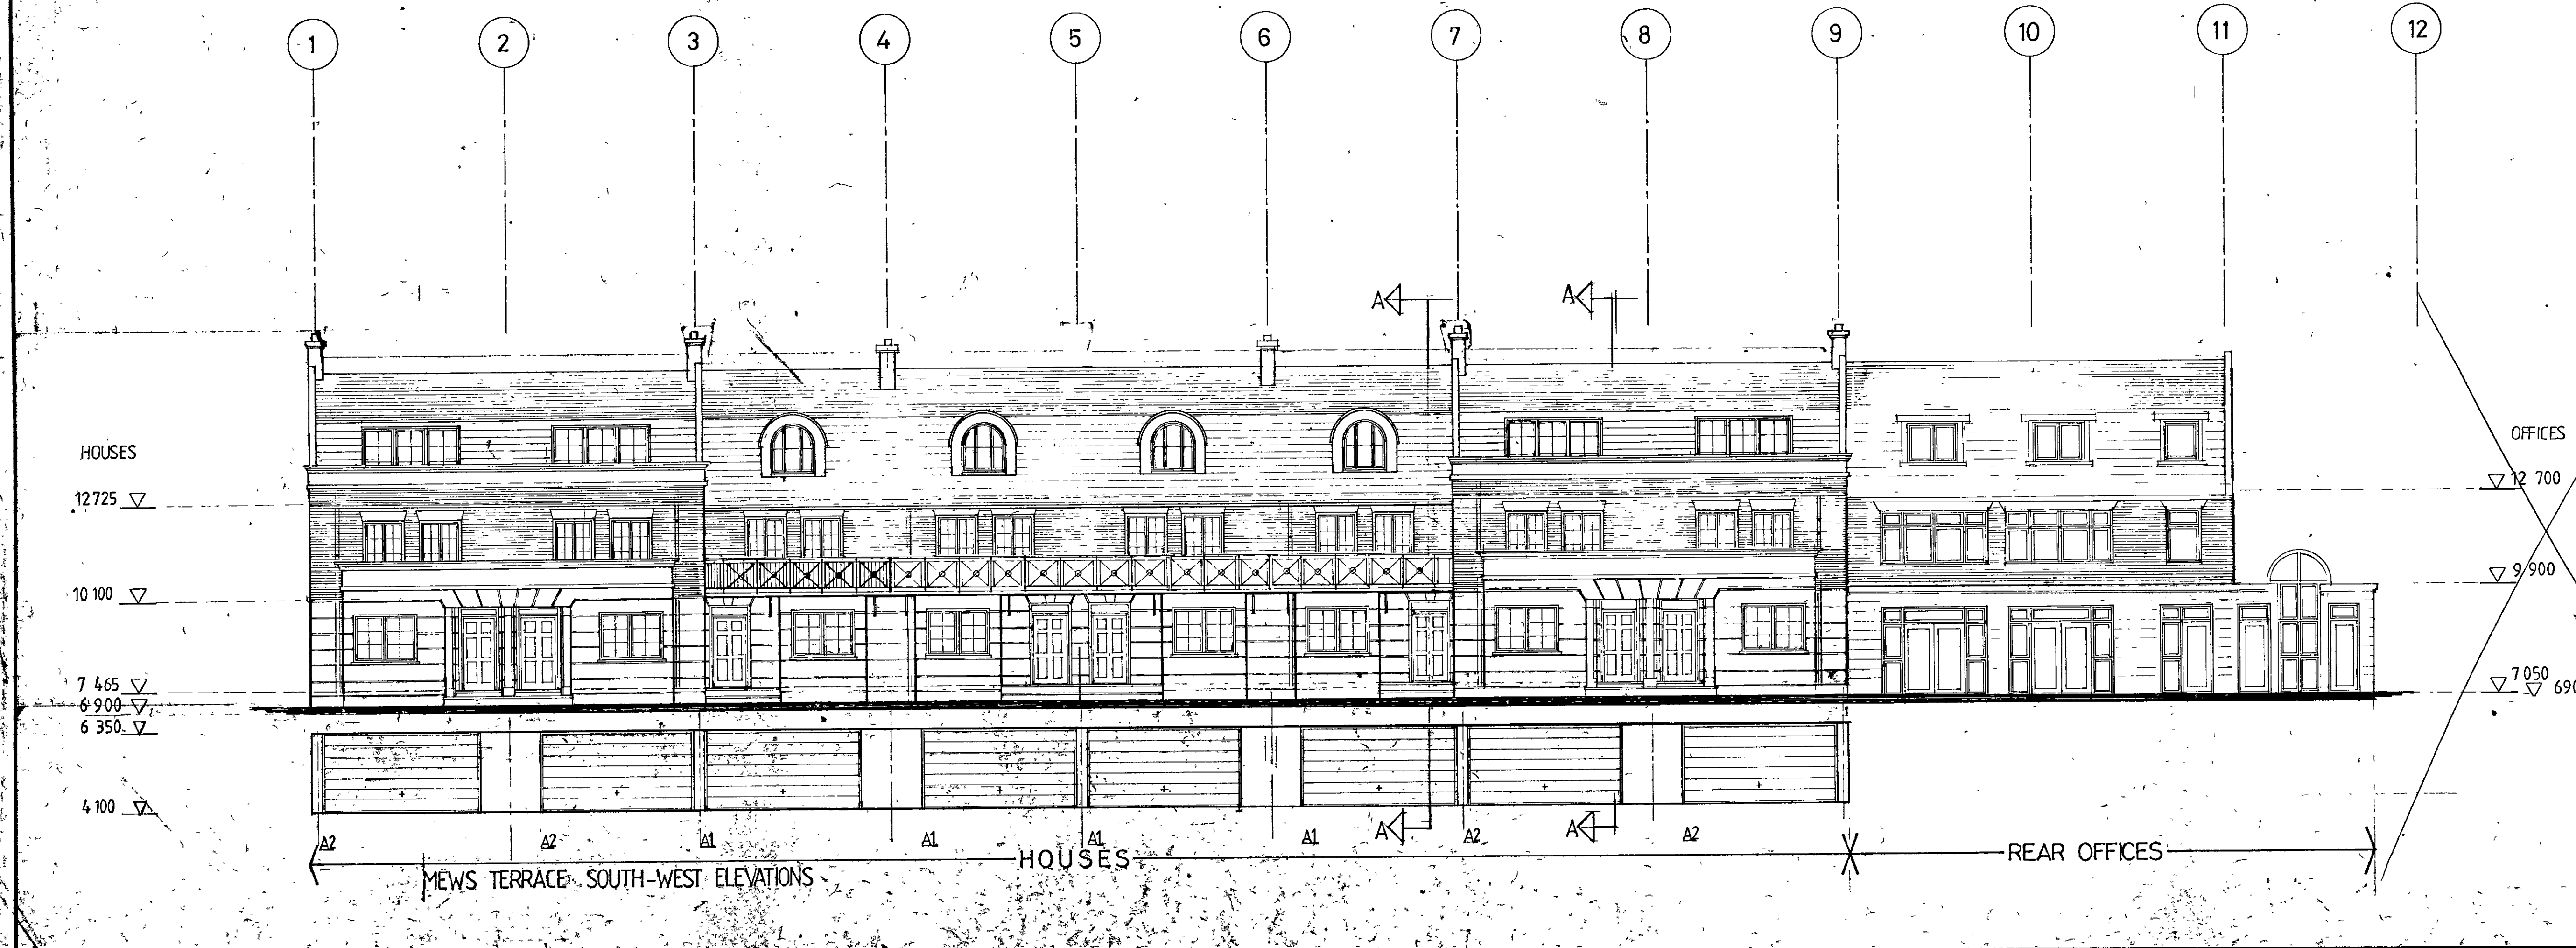 1 2 3 4 5 6 7 8 9 10 11 12
A A
HOUSES
OFFICES
12725
12 700
10 100
9 900
7 465
7 050
6 900
690
6 350
4 100
A2 A2 A1 A1 A1 A1 A A2 A A2
HOUSES
REAR OFFICES
MEWS TERRACE SOUTH-WEST ELEVATIONS